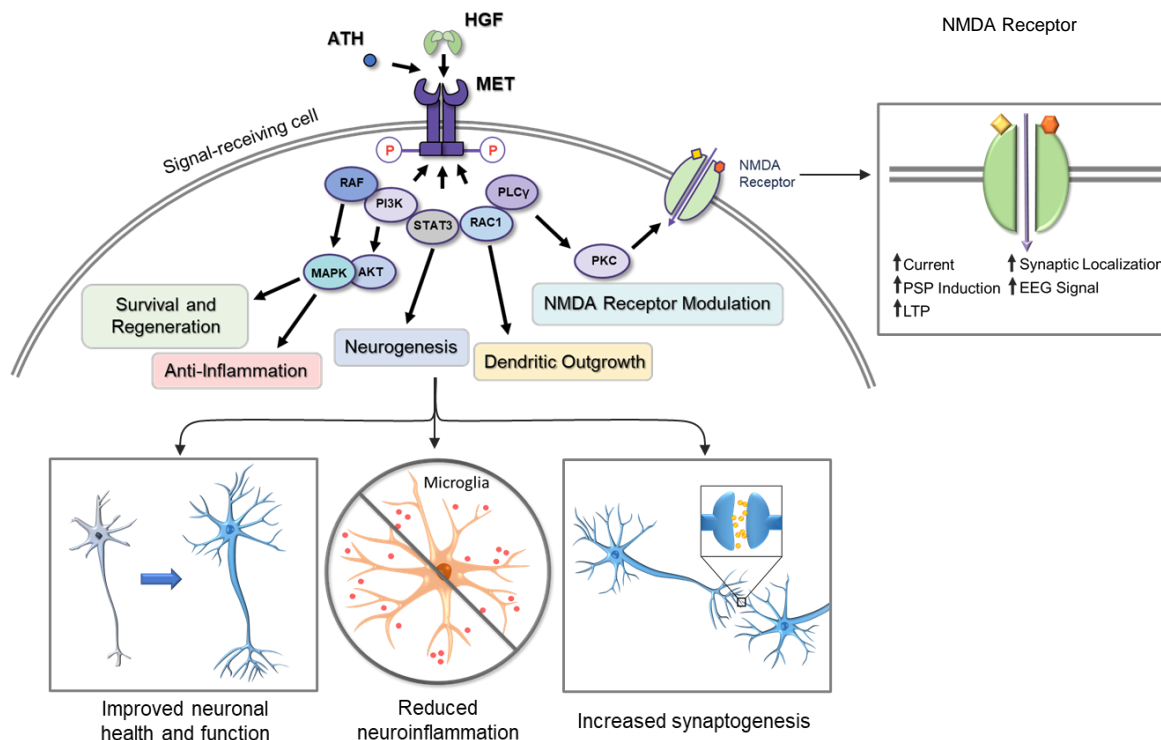 HGF
ATH
MET
NMDA Receptor
Signal-receiving cell
P
P
RAF
PI3K
STAT3
RAC1
PLCγ
NMDA
Receptor
MAPK
AKT
PKC
Survival and
Regeneration
Anti-Inflammation
Neurogenesis
Dendritic Outgrowth
NMDA Receptor Modulation
Current
Synaptic Localization
PSP Induction
EEG Signal
LTP
Microglia
Improved neuronal
health and function
Reduced
neuroinflammation
Increased synaptogenesis